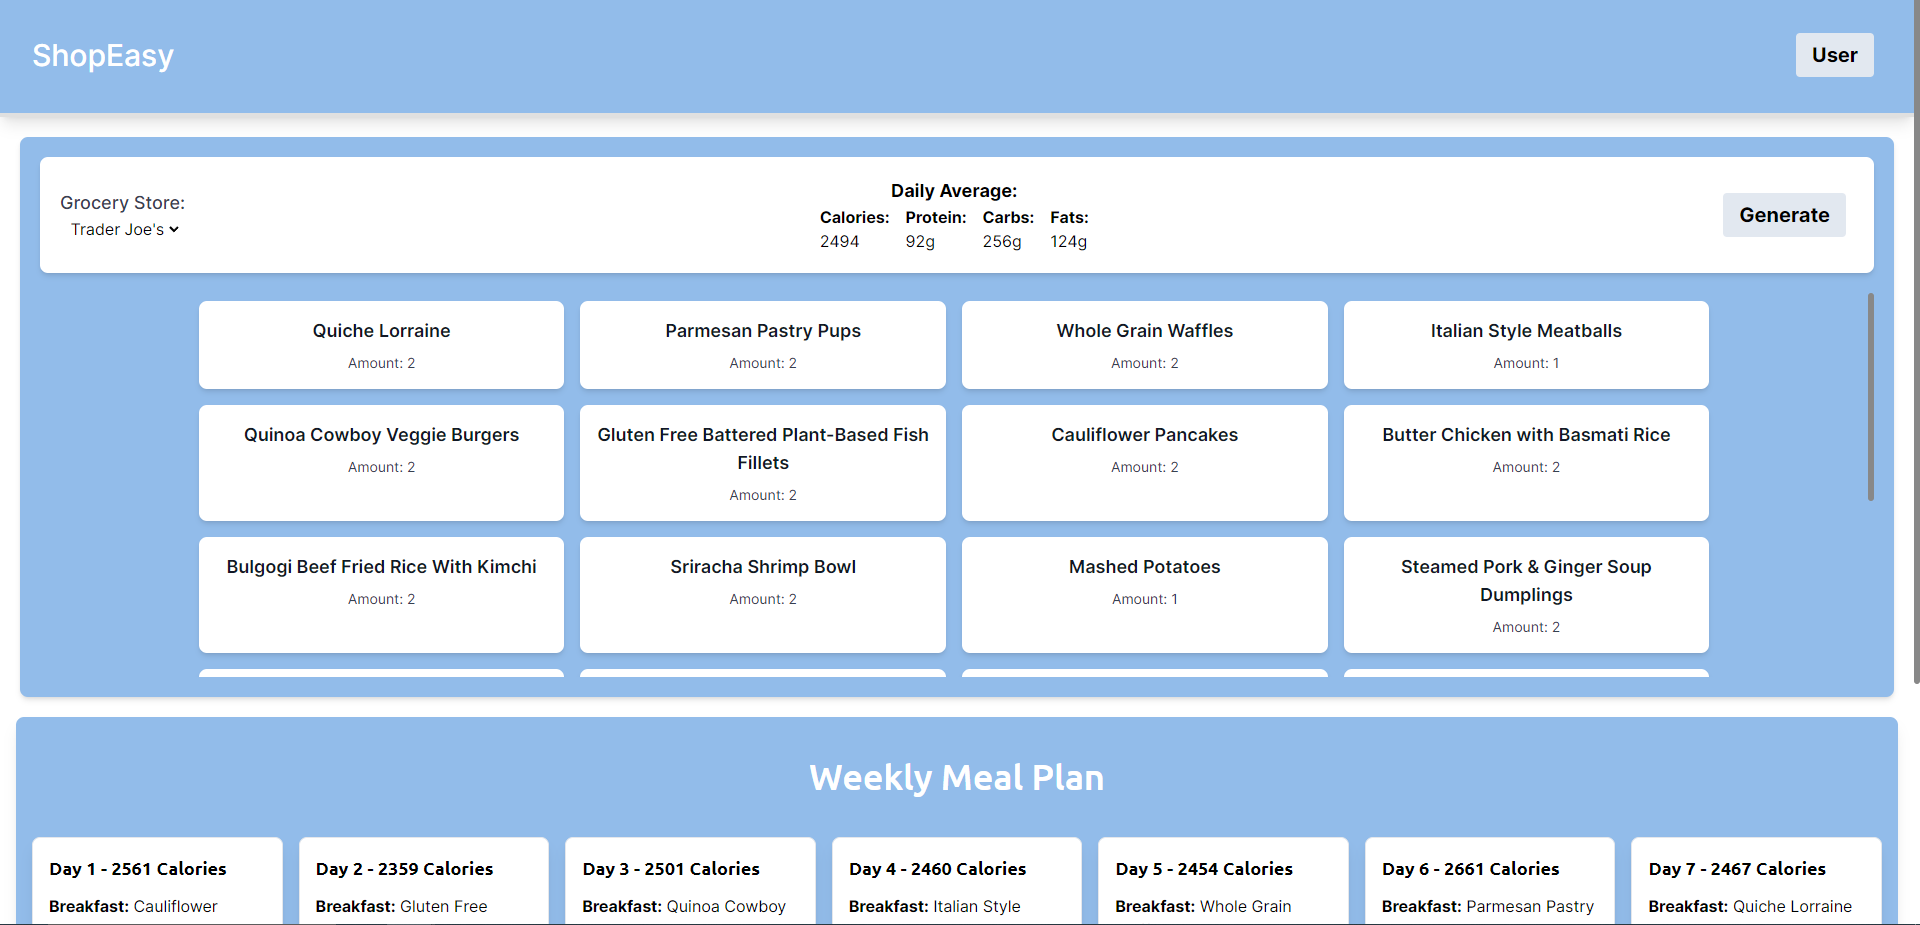 ShopEasy
User
Grocery Store:
Trader Joe's
Daily Average:
Calories: Protein: Carbs: Fats:
2494 92g 256g 124g
Generate
Quiche Lorraine
Amount: 2
Parmesan Pastry Pups
Amount: 2
Whole Grain Waffles
Amount: 2
Italian Style Meatballs
Amount: 1
Quinoa Cowboy Veggie Burgers
Amount: 2
Gluten Free Battered Plant-Based Fish
Fillets
Amount: 2
Cauliflower Pancakes
Amount: 2
Butter Chicken with Basmati Rice
Amount: 2
Bulgogi Beef Fried Rice With Kimchi
Amount: 2
Sriracha Shrimp Bowl
Amount: 2
Mashed Potatoes
Amount: 1
Steamed Pork & Ginger Soup
Dumplings
Amount: 2
Weekly Meal Plan
Day 1 - 2561 Calories
Breakfast: Cauliflower
Day 2 - 2359 Calories
Breakfast: Gluten Free
Day 3 - 2501 Calories
Breakfast: Quinoa Cowboy
Day 4 - 2460 Calories
Breakfast: Italian Style
Day 5 - 2454 Calories
Breakfast: Whole Grain
Day 6 - 2661 Calories
Breakfast: Parmesan Pastry
Day 7 - 2467 Calories
Breakfast: Quiche Lorraine